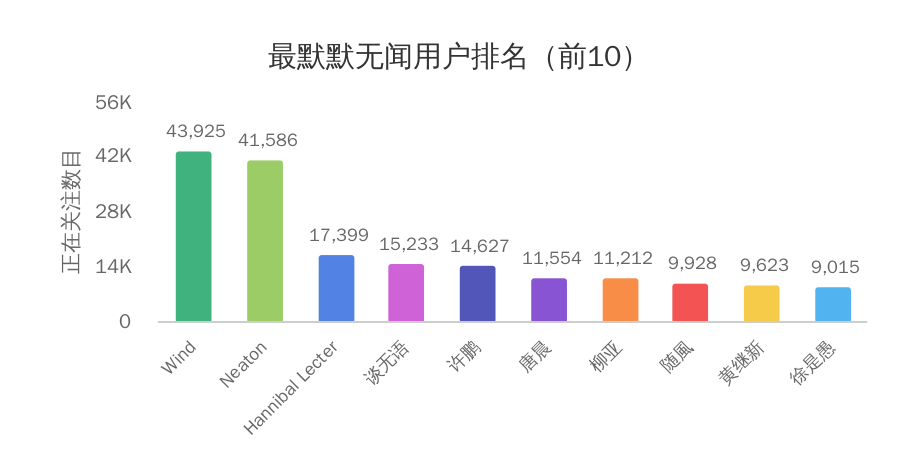 最默默无闻用户排名（前10）
正在关注数目
56K
42K
28K
14K
0
43,925
41,586
17,399
15,233
14,627
11,554
11,212
9,928
9,623
9,015
Wind
Neaton
Hannibal Lecter
谈无语
许鹏
唐晨
柳亚
随風
黄继新
徐是愚